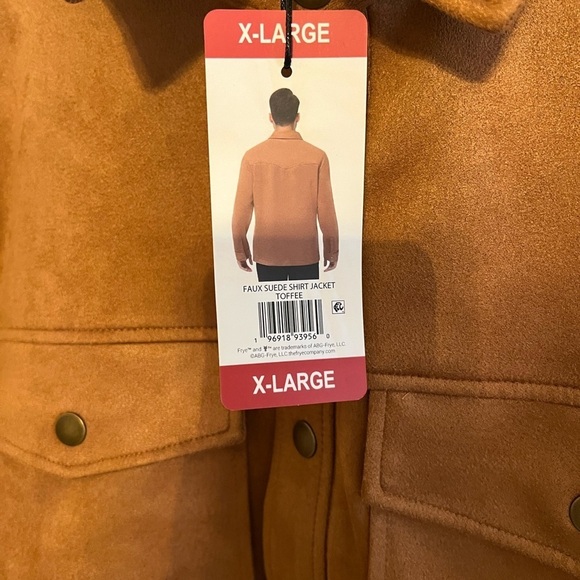 X-LARGE
FAUX SUEDE SHIRT JACKET
TOFFEE
1 96918 93956 0
Frye™ and ™ are trademarks of ABG-Frye, LLC
©ABG-Frye, LLC.thefryecompany.com
X-LARGE